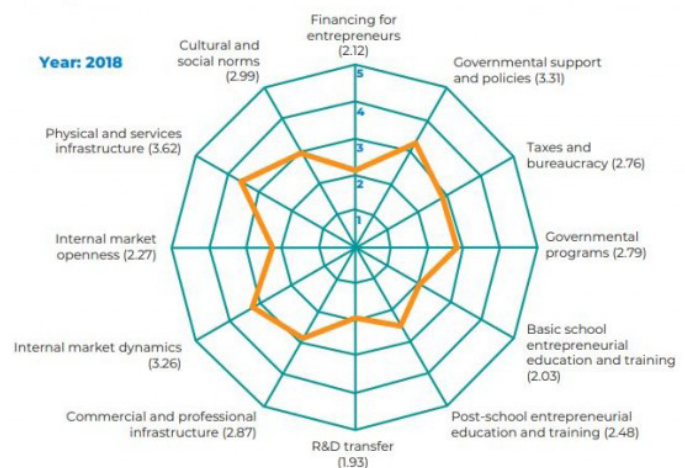 Year: 2018
Financing for
entrepreneurs
(2.12)
Governmental support
and policies (3.31)
Taxes and
bureaucracy (2.76)
Governmental
programs (2.79)
Basic school
entrepreneurial
education and training
(2.03)
Post-school entrepreneurial
education and training (2.48)
R&D transfer
(1.93)
Commercial and professional
infrastructure (2.87)
Internal market dynamics
(3.26)
Internal market
openness (2.27)
Physical and services
infrastructure (3.62)
Cultural and
social norms
(2.99)
5
4
3
2
1